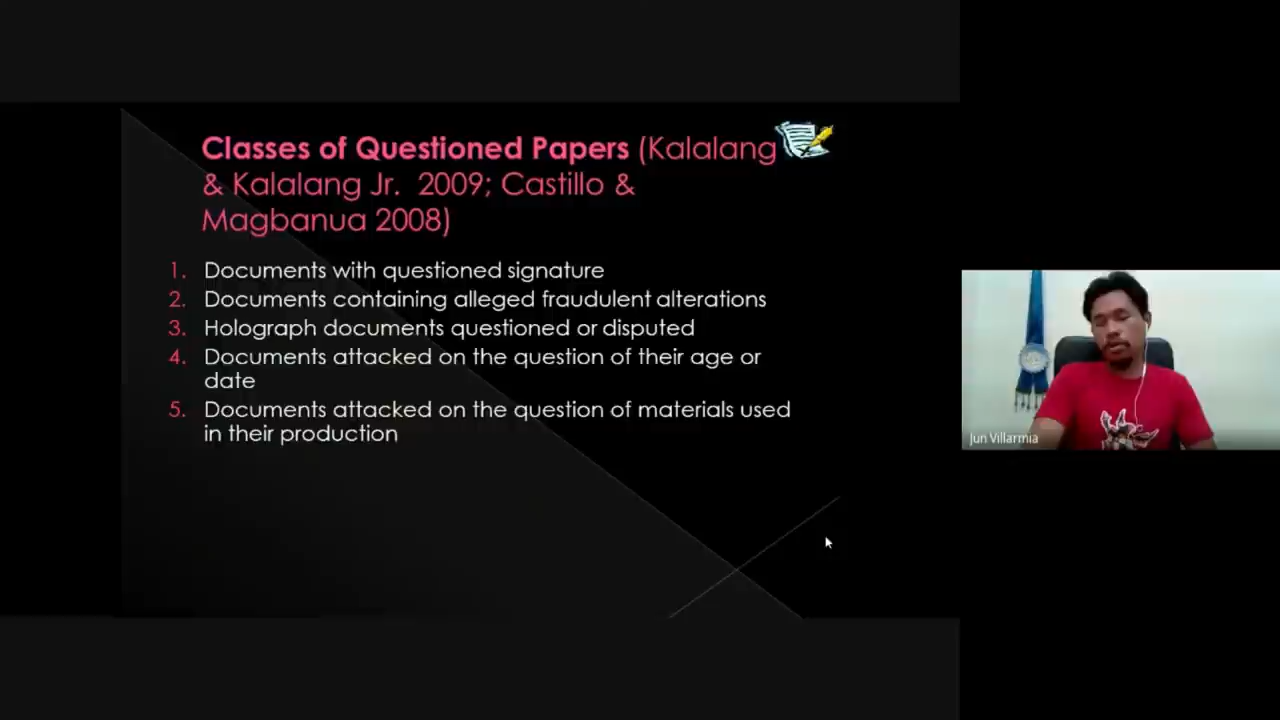 Classes of Questioned Papers (Kalalang
& Kalalang Jr. 2009; Castillo &
Magbanua 2008)
1. Documents with questioned signature
2. Documents containing alleged fraudulent alterations
3. Holograph documents questioned or disputed
4. Documents attacked on the question of their age or
date
5. Documents attacked on the question of materials used
in their production
Jun Villarmia